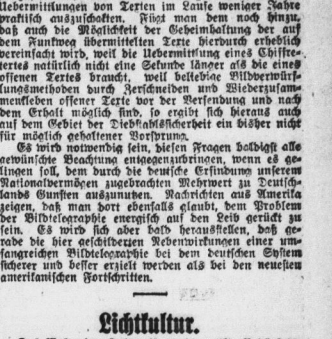 Uebermittlungen von Texten im Laufe weniger Jahre
praktisch auszuschalten. Fügt man dem noch hinzu,
daß auch die Möglichkeit der Geheimhaltung der auf
dem Funkweg übermittelten Texte hierdurch erheblich
vereinfacht wird, weil die Uebermittlung eines Chiffre-
textes natürlich nicht eine Sekunde länger als die eines
offenen Textes braucht, weil beliebige Bildverwürf-
lungsmethoden durch Zerschneiden und Wiederzusam-
menkleben offener Texte vor der Versendung und nach
dem Erhalt möglich sind, so ergibt sich hieraus auch
auf dem Gebiet der Diebstahlssicherheit ein bisher nicht
für möglich gehaltener Vorsprung.
Es wird notwendig sein, diesen Fragen baldigst alle
gewünschte Beachtung entgegenzubringen, wenn es ge-
lingen soll, dem durch die deutsche Erfindung unserem
Nationalvermögen zugebrachten Mehrwert zu Deutsch-
lands Gunsten auszunutzen. Nachrichten aus Amerika
zeigen, daß man dort ebenfalls glaubt, dem Problem
der Bildtelegraphie energisch auf den Leib gerückt zu
sein. Es wird sich aber bald herausstellen, daß ge-
rade die hier geschilderten Nebenwirkungen einer um-
fangreichen Bildtelegraphie bei dem deutschen System
sicherer und besser erzielt werden als bei den neuesten
amerikanischen Fortschritten.
Lichtkultur.